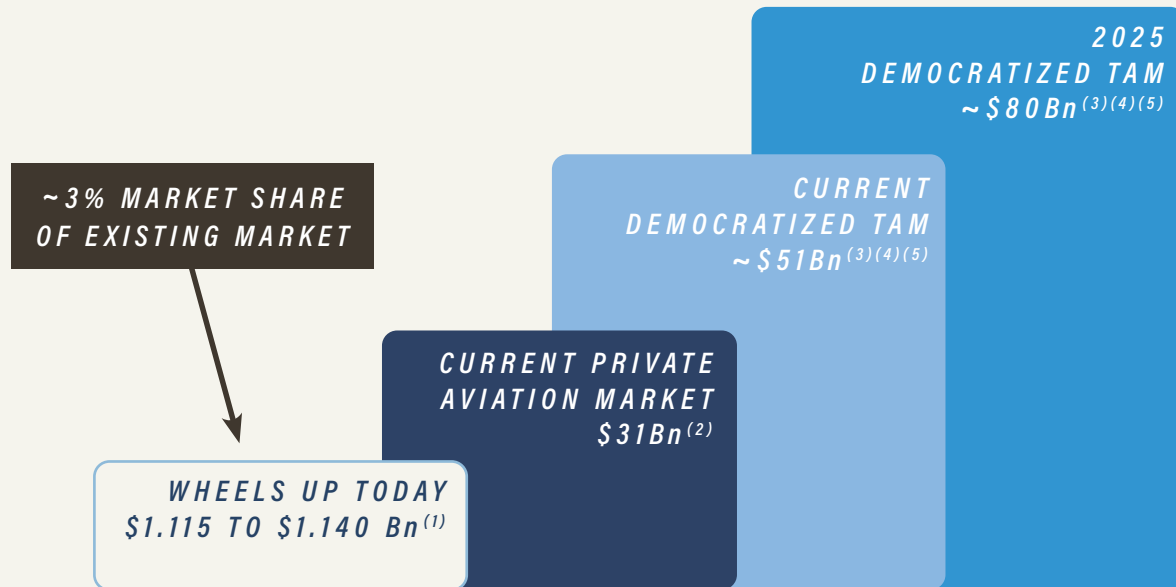 2025
DEMOCRATIZED TAM
~$80Bn(3)(4)(5)
~3% MARKET SHARE
OF EXISTING MARKET
CURRENT
DEMOCRATIZED TAM
~$51Bn(3)(4)(5)
CURRENT PRIVATE
AVIATION MARKET
$31Bn(2)
WHEELS UP TODAY
$1.115 TO $1.140 Bn(1)